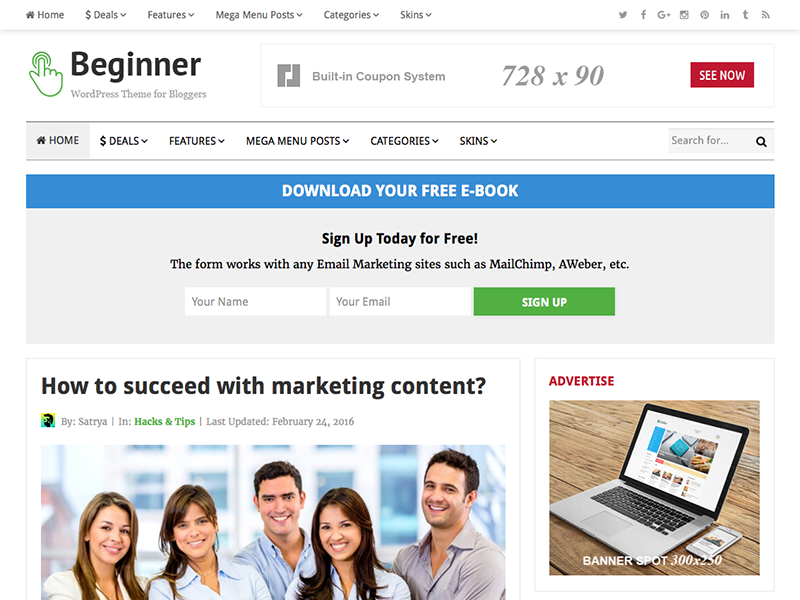 Home $ Deals Features Mega Menu Posts Categories Skins
Beginner
WordPress Theme for Bloggers
Built-in Coupon System 728 x 90 SEE NOW
HOME $ DEALS FEATURES MEGA MENU POSTS CATEGORIES SKINS Search for...
DOWNLOAD YOUR FREE E-BOOK
Sign Up Today for Free!
The form works with any Email Marketing sites such as MailChimp, AWeber, etc.
Your Name Your Email SIGN UP
How to succeed with marketing content?
By: Satrya | In: Hacks & Tips | Last Updated: February 24, 2016
ADVERTISE
BANNER SPOT 300x250